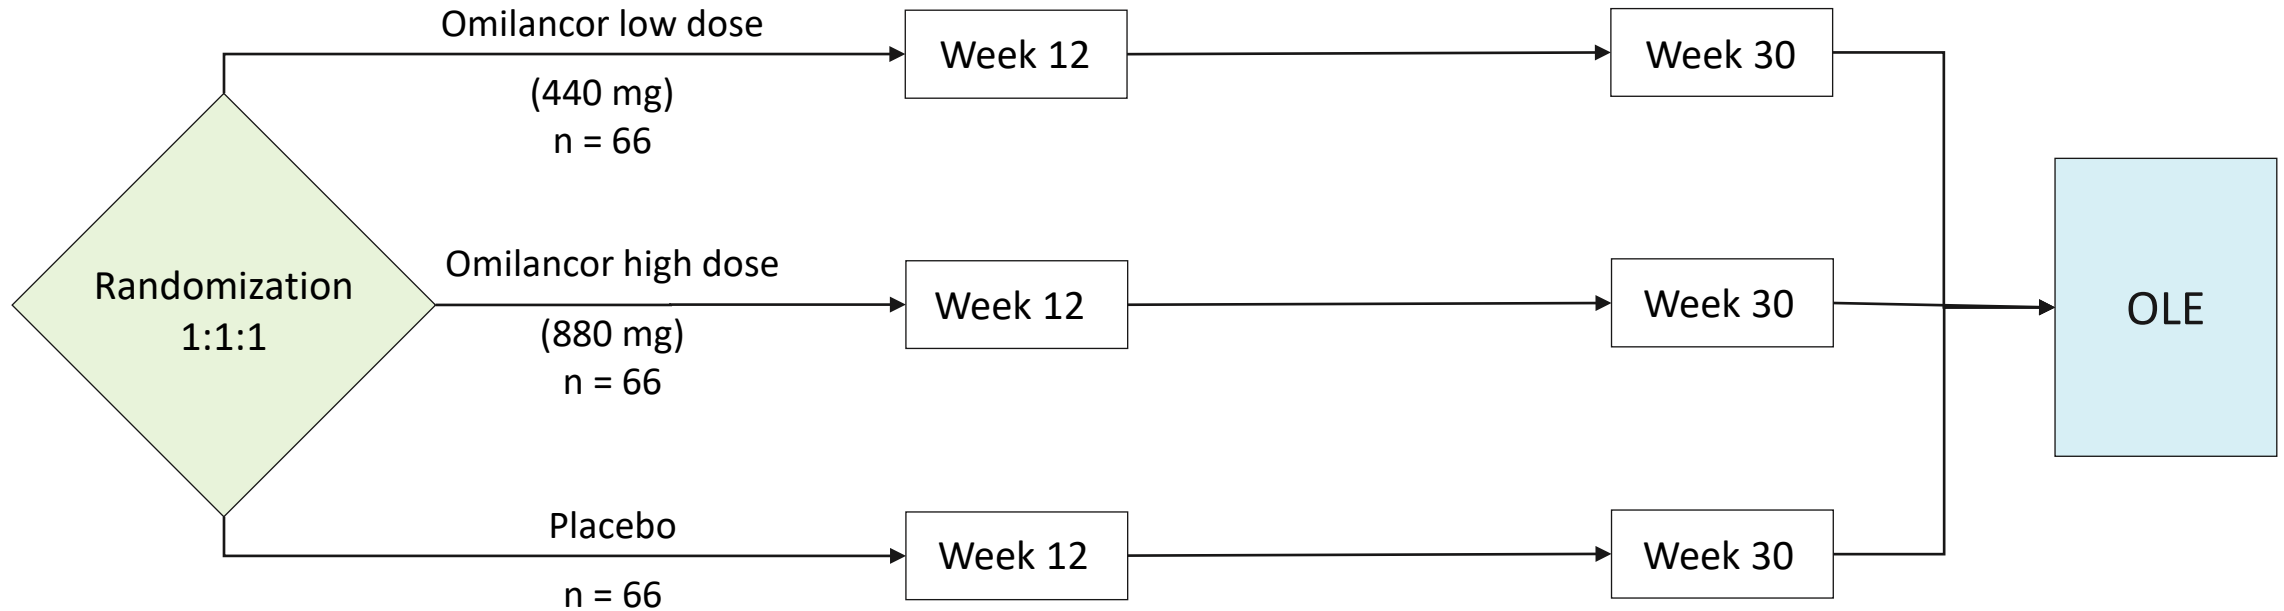 Omilancor low dose
(440 mg)
n = 66
Week 12
Week 30
Randomization
1:1:1
Omilancor high dose
(880 mg)
n = 66
Week 12
Week 30
OLE
Placebo
n = 66
Week 12
Week 30